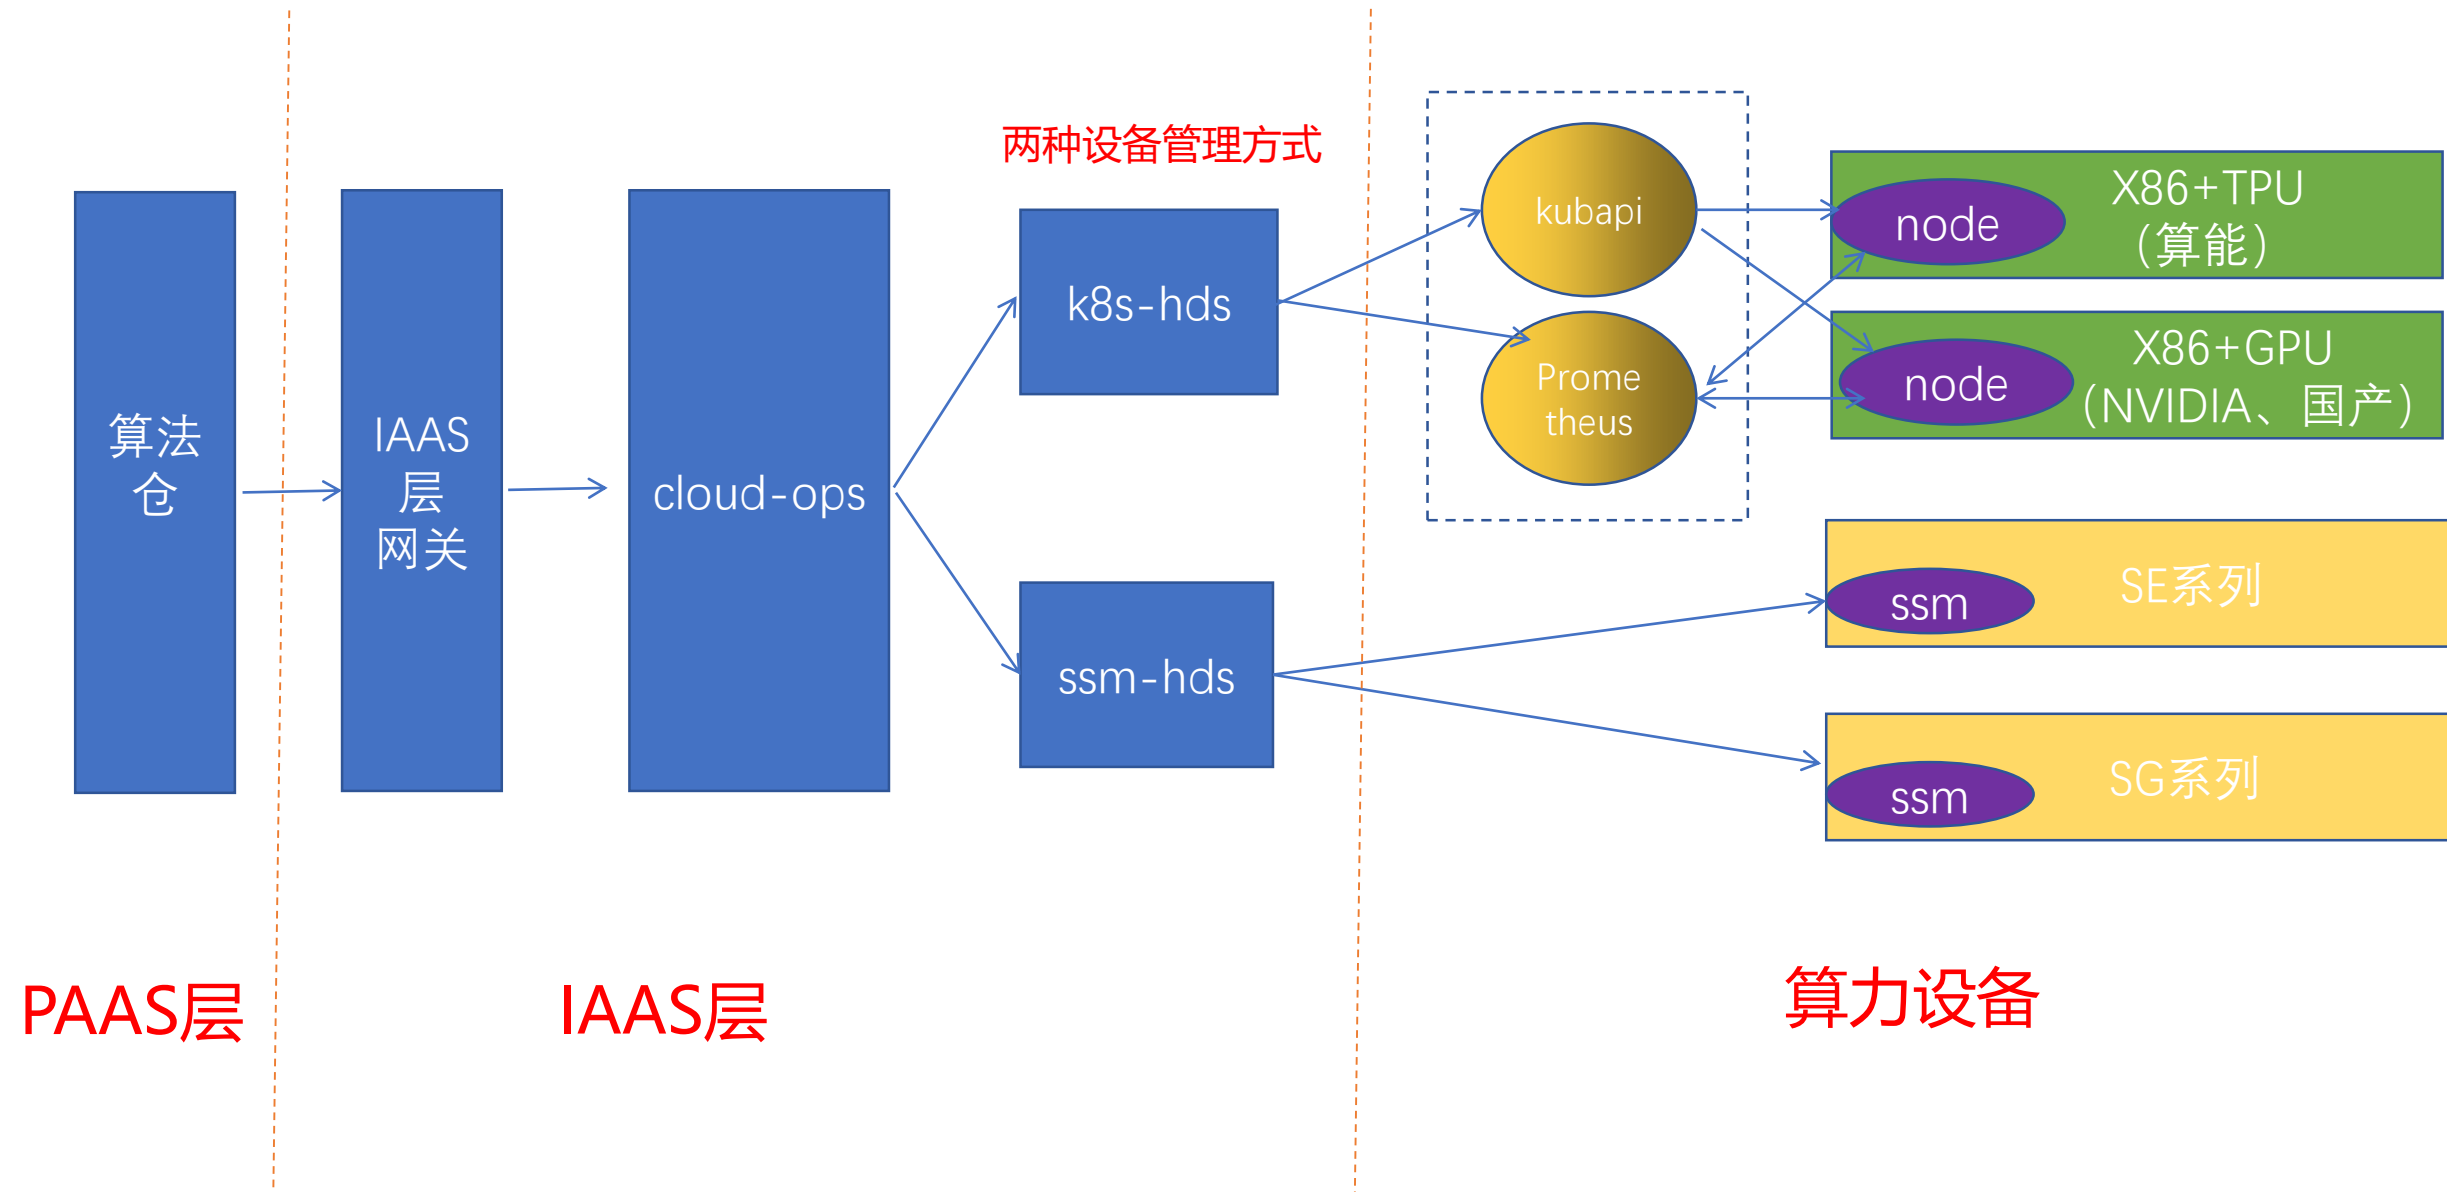 两种设备管理方式
算法
仓
IAAS
层
网关
cloud-ops
k8s-hds
ssm-hds
kubapi
Prome
theus
node
X86+TPU
(算能)
node
X86+GPU
(NVIDIA、国产)
ssm
SE系列
ssm
SG系列
PAAS层
IAAS层
算力设备